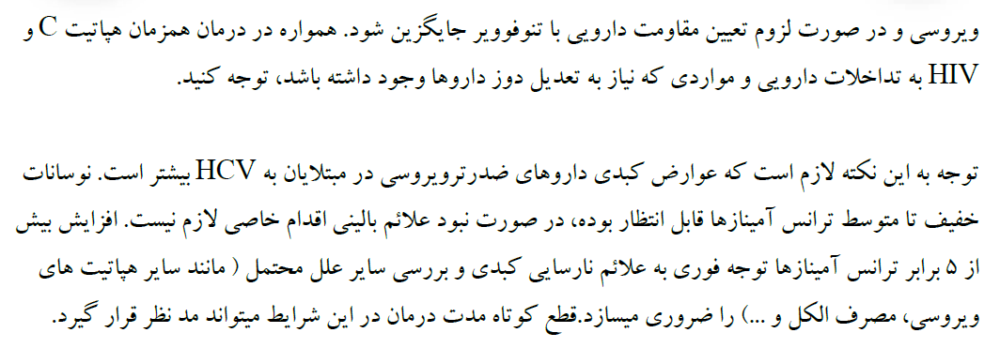 ویروسی و در صورت لزوم تعیین مقاومت دارویی با تنوفوویر جایگزین شود. همواره در درمان همزمان هپاتیت C و
HIV به تداخلات دارویی و مواردی که نیاز به تعدیل دوز داروها وجود داشته باشد، توجه کنید.
توجه به این نکته لازم است که عوارض کبدی داروهای ضدرتروویروسی در مبتلایان به HCV بیشتر است. نوسانات
خفیف تا متوسط ترانس آمینازها قابل انتظار بوده، در صورت نبود علائم بالینی اقدام خاصی لازم نیست. افزایش بیش
از ۵ برابر ترانس آمینازها توجه فوری به علائم نارسایی کبدی و بررسی سایر علل محتمل ( مانند سایر هپاتیت های
ویروسی، مصرف الکل و ...) را ضروری میسازد.قطع کوتاه مدت درمان در این شرایط میتواند مد نظر قرار گیرد.